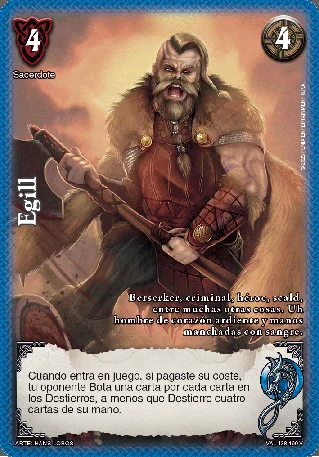 4
4
Sacerdote
Egill
Berserker, criminal, héroe, scald,
entre muchas otras cosas. Un
hombre de corazón ardiente y manos
manchadas con sangre.
Cuando entra en juego, si pagaste su coste,
tu oponente Bota una carta por cada carta en
los Destierros, a menos que Destierre cuatro
cartas de su mano.